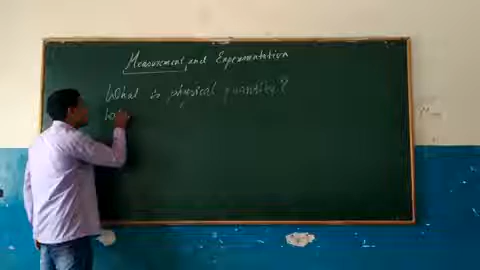 Measurement and Experimentation
What is physical quantity?